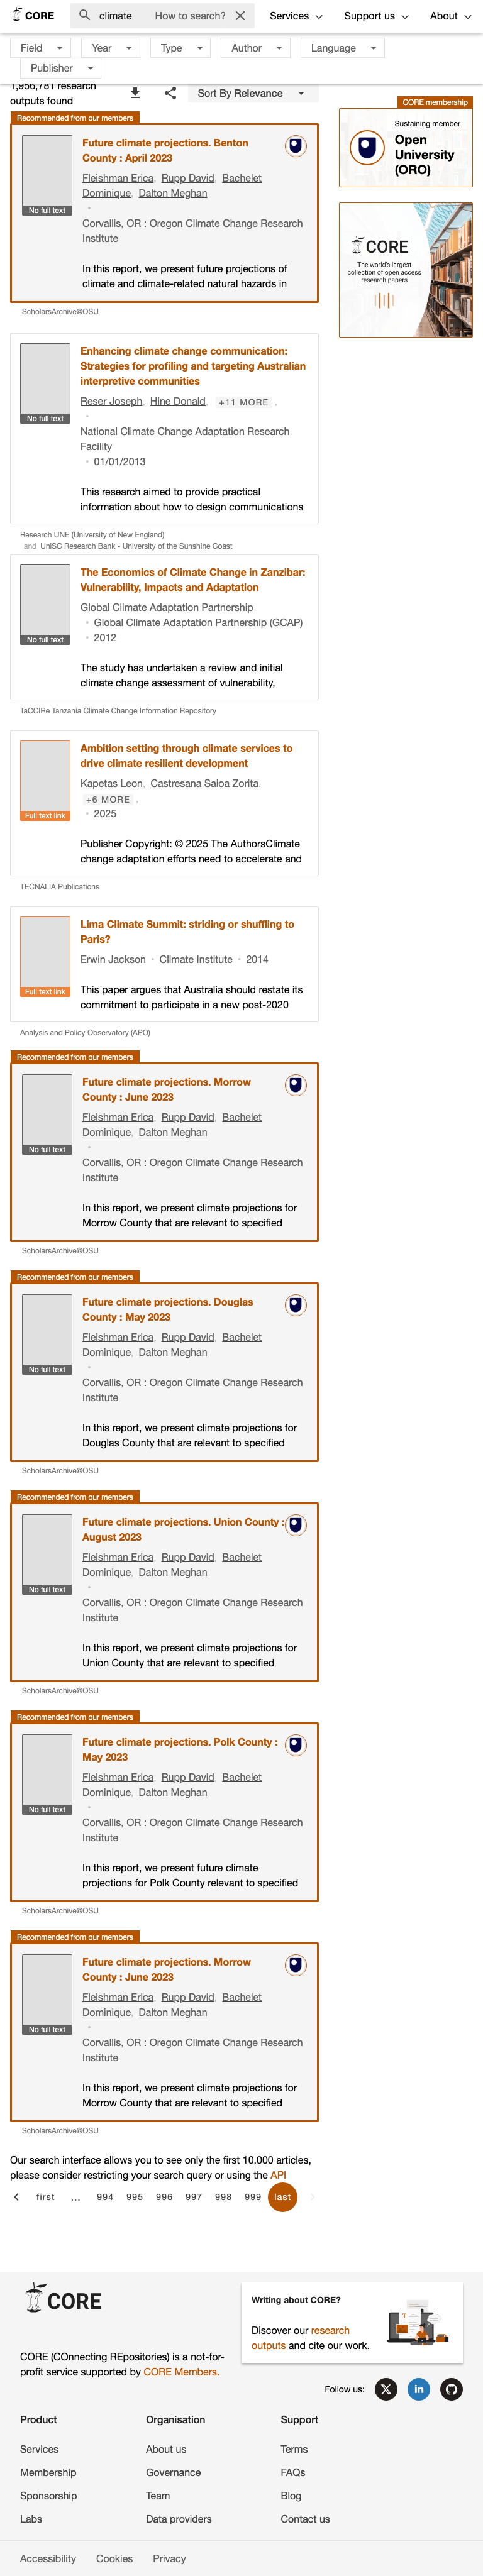 CORE
climate
How to search?
Services
Support us
About
Field
Year
Type
Author
Language
Publisher
1,956,781 research
outputs found
Sort By Relevance
CORE membership
Sustaining member
Open
University
(ORO)
CORE
The world's largest
collection of open access
research papers
Recommended from our members
No full text
Future climate projections. Benton
County : April 2023
Fleishman Erica, Rupp David, Bachelet
Dominique, Dalton Meghan
Corvallis, OR : Oregon Climate Change Research
Institute
In this report, we present future projections of
climate and climate-related natural hazards in
ScholarsArchive@OSU
No full text
Enhancing climate change communication:
Strategies for profiling and targeting Australian
interpretive communities
Reser Joseph, Hine Donald, +11 MORE ,
National Climate Change Adaptation Research
Facility
01/01/2013
This research aimed to provide practical
information about how to design communications
Research UNE (University of New England)
and UniSC Research Bank - University of the Sunshine Coast
No full text
The Economics of Climate Change in Zanzibar:
Vulnerability, Impacts and Adaptation
Global Climate Adaptation Partnership
Global Climate Adaptation Partnership (GCAP)
2012
The study has undertaken a review and initial
climate change assessment of vulnerability,
TaCCIRe Tanzania Climate Change Information Repository
Full text link
Ambition setting through climate services to
drive climate resilient development
Kapetas Leon, Castresana Saioa Zorita,
+6 MORE ,
2025
Publisher Copyright: © 2025 The AuthorsClimate
change adaptation efforts need to accelerate and
TECNALIA Publications
Full text link
Lima Climate Summit: striding or shuffling to
Paris?
Erwin Jackson • Climate Institute • 2014
This paper argues that Australia should restate its
commitment to participate in a new post-2020
Analysis and Policy Observatory (APO)
Recommended from our members
No full text
Future climate projections. Morrow
County : June 2023
Fleishman Erica, Rupp David, Bachelet
Dominique, Dalton Meghan
Corvallis, OR : Oregon Climate Change Research
Institute
In this report, we present climate projections for
Morrow County that are relevant to specified
ScholarsArchive@OSU
Recommended from our members
No full text
Future climate projections. Douglas
County : May 2023
Fleishman Erica, Rupp David, Bachelet
Dominique, Dalton Meghan
Corvallis, OR : Oregon Climate Change Research
Institute
In this report, we present climate projections for
Douglas County that are relevant to specified
ScholarsArchive@OSU
Recommended from our members
No full text
Future climate projections. Union County :
August 2023
Fleishman Erica, Rupp David, Bachelet
Dominique, Dalton Meghan
Corvallis, OR : Oregon Climate Change Research
Institute
In this report, we present climate projections for
Union County that are relevant to specified
ScholarsArchive@OSU
Recommended from our members
No full text
Future climate projections. Polk County :
May 2023
Fleishman Erica, Rupp David, Bachelet
Dominique, Dalton Meghan
Corvallis, OR : Oregon Climate Change Research
Institute
In this report, we present future climate
projections for Polk County relevant to specified
ScholarsArchive@OSU
Recommended from our members
No full text
Future climate projections. Morrow
County : June 2023
Fleishman Erica, Rupp David, Bachelet
Dominique, Dalton Meghan
Corvallis, OR : Oregon Climate Change Research
Institute
In this report, we present climate projections for
Morrow County that are relevant to specified
ScholarsArchive@OSU
Our search interface allows you to see only the first 10.000 articles,
please consider restricting your search query or using the API
first ... 994 995 996 997 998 999 last
CORE
CORE (COnnecting REpositories) is a not-for-
profit service supported by CORE Members.
Writing about CORE?
Discover our research
outputs and cite our work.
Follow us:
Product
Services
Membership
Sponsorship
Labs
Organisation
About us
Governance
Team
Data providers
Support
Terms
FAQs
Blog
Contact us
Accessibility
Cookies
Privacy